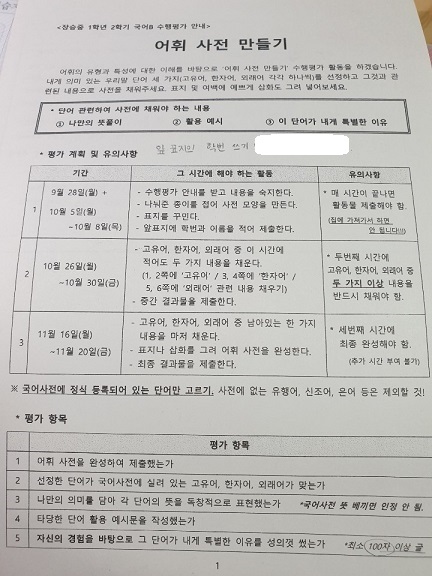 <장승중 1학년 2학기 국어B 수행평가 안내>
어휘 사전 만들기
어휘의 유형과 특성에 대한 이해를 바탕으로 '어휘 사전 만들기' 수행평가 활동을 하겠습니다.
내게 의미 있는 우리말 단어 세 가지(고유어, 한자어, 외래어 각각 하나씩)를 선정하고 그것과 관
련된 내용으로 사전을 채워주세요. 표지 및 여백에 예쁘게 삽화도 그려 넣어보세요.
* 단어 관련하여 사전에 채워야 하는 내용
① 나만의 뜻풀이 ② 활용 예시 ③ 이 단어가 내게 특별한 이유
* 평가 계획 및 유의사항 앞 표지의 학번 쓰기
기간 그 시간에 해야 하는 활동 유의사항
1
9월 28일(월) +
10월 5일(월)
~10월 8일(목)
- 수행평가 안내를 받고 내용을 숙지한다.
- 나눠준 종이를 접어 사전 모양을 만든다.
- 표지를 꾸민다.
- 앞표지에 학번과 이름을 적어 제출한다.
* 매 시간이 끝나면
활동물 제출해야 함.
(집에 가져가서 하면
안 됩니다!!!)
2
10월 26일(월)
~10월 30일(금)
- 고유어, 한자어, 외래어 중 이 시간에
적어도 두 가지 내용을 채운다.
(1, 2쪽에 '고유어' / 3, 4쪽에 '한자어' /
5, 6쪽에 '외래어' 관련 내용 채우기)
- 중간 결과물을 제출한다.
* 두번째 시간에
고유어, 한자어, 외래어 중
두 가지 이상 내용을
반드시 채워야 함.
3
11월 16일(월)
~11월 20일(금)
- 고유어, 한자어, 외래어 중 남아있는 한 가지
내용을 마저 채운다.
- 표지나 삽화를 그려 어휘 사전을 완성한다.
- 최종 결과물을 제출한다.
* 세번째 시간에
최종 완성해야 함.
(추가 시간 부여 불가)
※ 국어사전에 정식 등록되어 있는 단어만 고르기. 사전에 없는 유행어, 신조어, 은어 등은 제외할 것!
* 평가 항목
평가 항목
1 어휘 사전을 완성하여 제출했는가
2 선정한 단어가 국어사전에 실려 있는 고유어, 한자어, 외래어가 맞는가
3 나만의 의미를 담아 각 단어의 뜻을 독창적으로 표현했는가 *국어사전 뜻 베끼면 인정 안 됨.
4 타당한 단어 활용 예시문을 작성했는가
5 자신의 경험을 바탕으로 그 단어가 내게 특별한 이유를 성의껏 썼는가 *최소 100자 이상 글
1